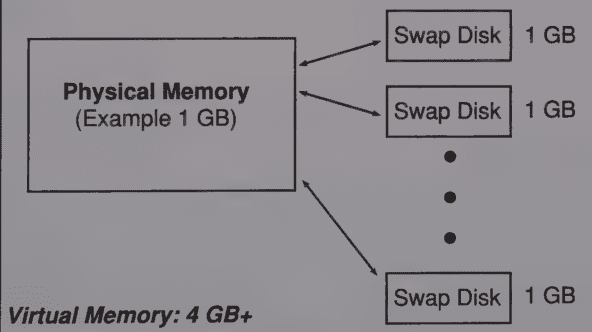 Swap Disk 1 GB
Physical Memory
(Example 1 GB)
Swap Disk 1 GB
Swap Disk 1 GB
Virtual Memory: 4 GB+